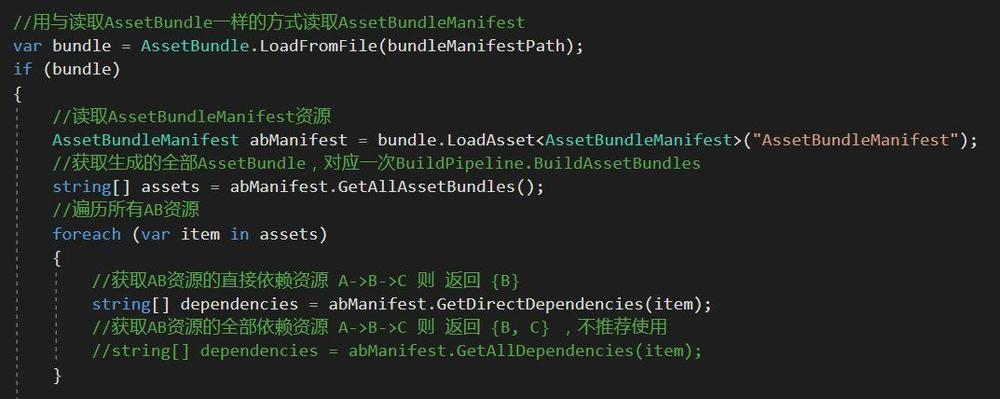 //用与读取AssetBundle一样的方式读取AssetBundleManifest
var bundle = AssetBundle.LoadFromFile(bundleManifestPath);
if (bundle)
{
//读取AssetBundleManifest资源
AssetBundleManifest abManifest = bundle.LoadAsset<AssetBundleManifest>("AssetBundleManifest");
//获取生成的全部AssetBundle，对应一次BuildPipeline.BuildAssetBundles
string[] assets = abManifest.GetAllAssetBundles();
//遍历所有AB资源
foreach (var item in assets)
{
//获取AB资源的直接依赖资源 A->B->C 则 返回 {B}
string[] dependencies = abManifest.GetDirectDependencies(item);
//获取AB资源的全部依赖资源 A->B->C 则 返回 {B, C} ，不推荐使用
//string[] dependencies = abManifest.GetAllDependencies(item);
}